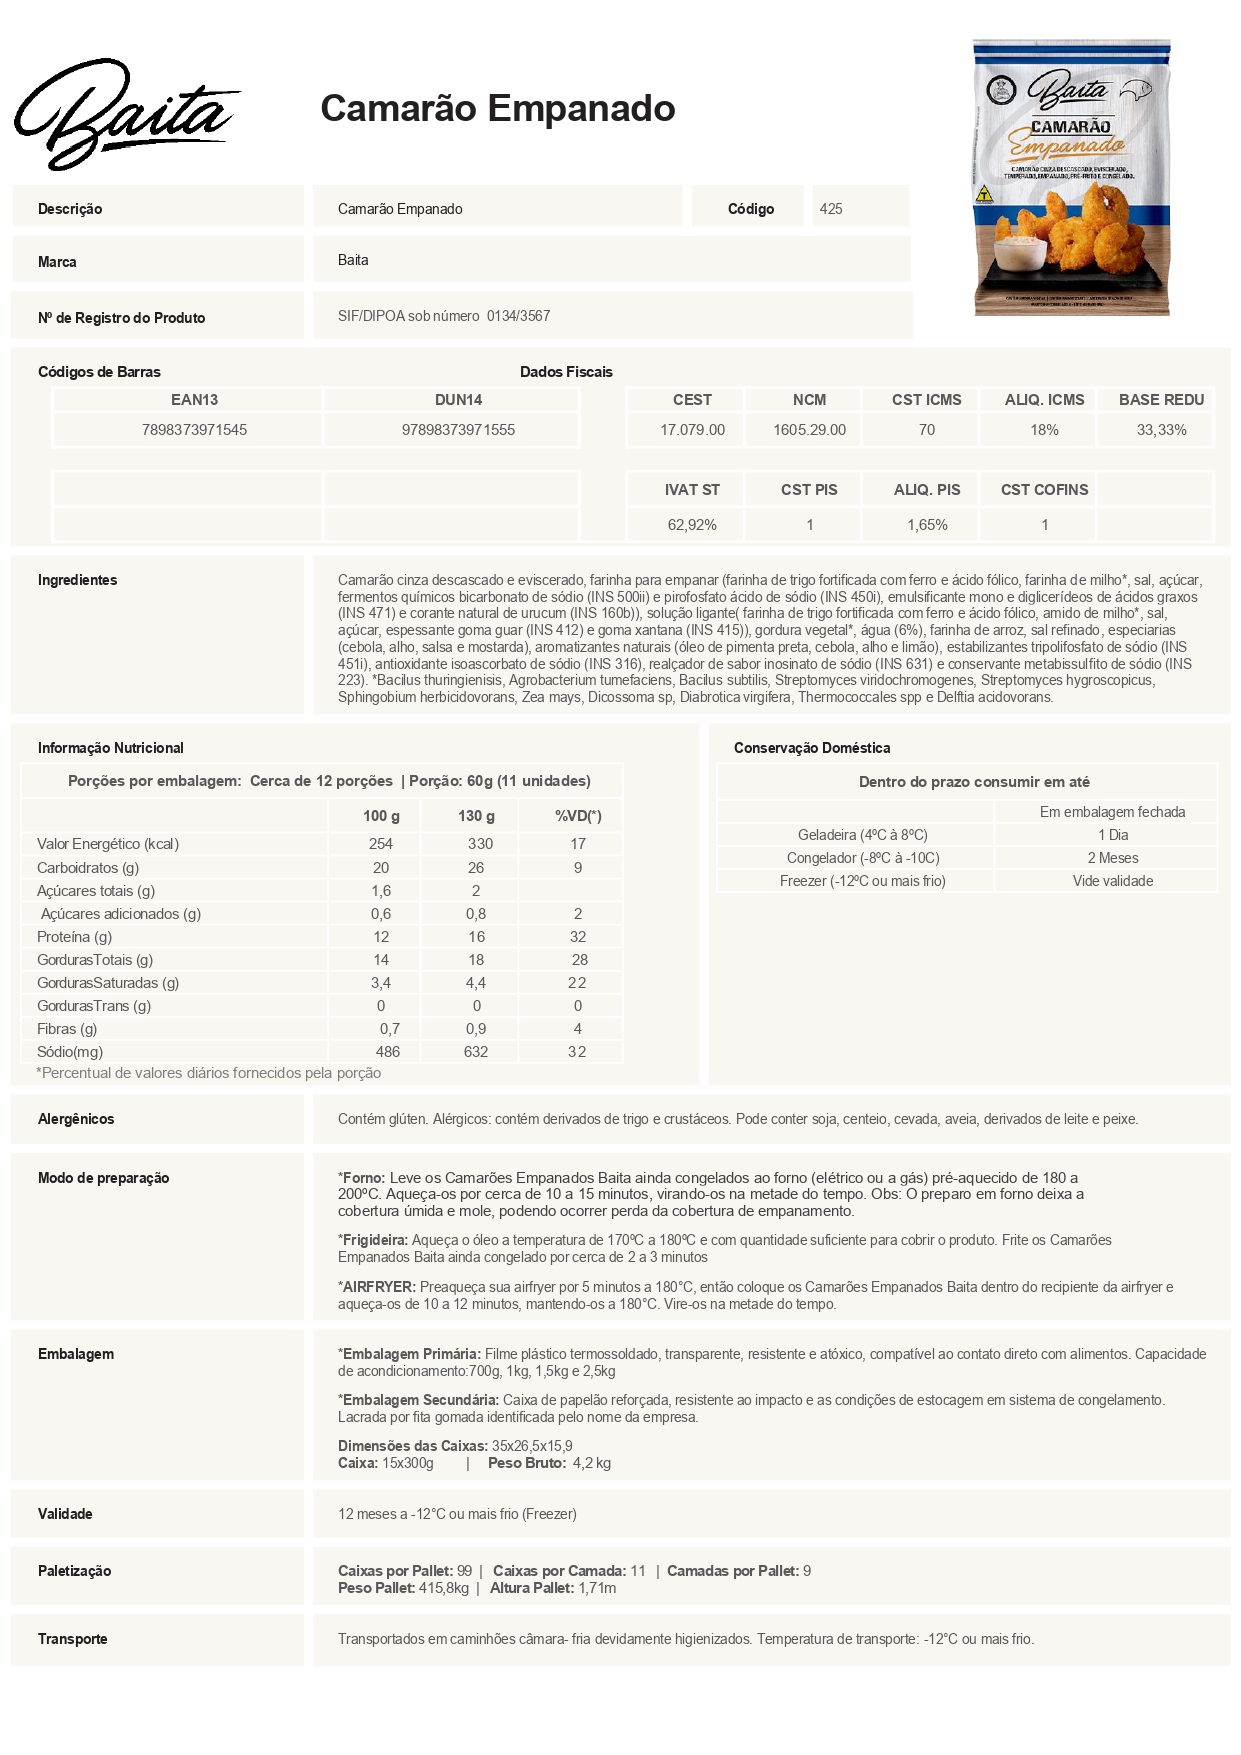 Baita
Camarão Empanado
Baita
CAMARÃO
Empanado
CAMARÃO CINZA DESCASCADO, EVISCERADO,
TEMPERADO, EMPANADO, PRÉ-FRITO E CONGELADO.
T
Descrição
Camarão Empanado
Código
425
Marca
Baita
Nº de Registro do Produto
SIF/DIPOA sob número 0134/3567
Códigos de Barras
Dados Fiscais
EAN13 DUN14 CEST NCM CST ICMS ALIQ. ICMS BASE REDU
7898373971545 97898373971555 17.079.00 1605.29.00 70 18% 33,33%
IVAT ST CST PIS ALIQ. PIS CST COFINS
62,92% 1 1,65% 1
Ingredientes
Camarão cinza descascado e eviscerado, farinha para empanar (farinha de trigo fortificada com ferro e ácido fólico, farinha de milho*, sal, açúcar,
fermentos químicos bicarbonato de sódio (INS 500ii) e pirofosfato ácido de sódio (INS 450i), emulsificante mono e diglicerídeos de ácidos graxos
(INS 471) e corante natural de urucum (INS 160b)), solução ligante( farinha de trigo fortificada com ferro e ácido fólico, amido de milho*, sal,
açúcar, espessante goma guar (INS 412) e goma xantana (INS 415)), gordura vegetal*, água (6%), farinha de arroz, sal refinado, especiarias
(cebola, alho, salsa e mostarda), aromatizantes naturais (óleo de pimenta preta, cebola, alho e limão), estabilizantes tripolifosfato de sódio (INS
451i), antioxidante isoascorbato de sódio (INS 316), realçador de sabor inosinato de sódio (INS 631) e conservante metabissulfito de sódio (INS
223). *Bacilus thuringienisis, Agrobacterium tumefaciens, Bacilus subtilis, Streptomyces viridochromogenes, Streptomyces hygroscopicus,
Sphingobium herbicidovorans, Zea mays, Dicossoma sp, Diabrotica virgifera, Thermococcales spp e Delftia acidovorans.
Informação Nutricional
Porções por embalagem: Cerca de 12 porções | Porção: 60g (11 unidades)
100 g 130 g %VD(*)
Valor Energético (kcal) 254 330 17
Carboidratos (g) 20 26 9
Açúcares totais (g) 1,6 2
Açúcares adicionados (g) 0,6 0,8 2
Proteína (g) 12 16 32
GordurasTotais (g) 14 18 28
GordurasSaturadas (g) 3,4 4,4 22
GordurasTrans (g) 0 0 0
Fibras (g) 0,7 0,9 4
Sódio(mg) 486 632 32
*Percentual de valores diários fornecidos pela porção
Conservação Doméstica
Dentro do prazo consumir em até
Em embalagem fechada
Geladeira (4ºC à 8ºC) 1 Dia
Congelador (-8ºC à -10C) 2 Meses
Freezer (-12ºC ou mais frio) Vide validade
Alergênicos
Contém glúten. Alérgicos: contém derivados de trigo e crustáceos. Pode conter soja, centeio, cevada, aveia, derivados de leite e peixe.
Modo de preparação
*Forno: Leve os Camarões Empanados Baita ainda congelados ao forno (elétrico ou a gás) pré-aquecido de 180 a
200ºC. Aqueça-os por cerca de 10 a 15 minutos, virando-os na metade do tempo. Obs: O preparo em forno deixa a
cobertura úmida e mole, podendo ocorrer perda da cobertura de empanamento.
*Frigideira: Aqueça o óleo a temperatura de 170ºC a 180ºC e com quantidade suficiente para cobrir o produto. Frite os Camarões
Empanados Baita ainda congelado por cerca de 2 a 3 minutos
*AIRFRYER: Preaqueça sua airfryer por 5 minutos a 180°C, então coloque os Camarões Empanados Baita dentro do recipiente da airfryer e
aqueça-os de 10 a 12 minutos, mantendo-os a 180°C. Vire-os na metade do tempo.
Embalagem
*Embalagem Primária: Filme plástico termossoldado, transparente, resistente e atóxico, compatível ao contato direto com alimentos. Capacidade
de acondicionamento:700g, 1kg, 1,5kg e 2,5kg
*Embalagem Secundária: Caixa de papelão reforçada, resistente ao impacto e as condições de estocagem em sistema de congelamento.
Lacrada por fita gomada identificada pelo nome da empresa.
Dimensões das Caixas: 35x26,5x15,9
Caixa: 15x300g | Peso Bruto: 4,2 kg
Validade
12 meses a -12°C ou mais frio (Freezer)
Paletização
Caixas por Pallet: 99 | Caixas por Camada: 11 | Camadas por Pallet: 9
Peso Pallet: 415,8kg | Altura Pallet: 1,71m
Transporte
Transportados em caminhões câmara- fria devidamente higienizados. Temperatura de transporte: -12°C ou mais frio.